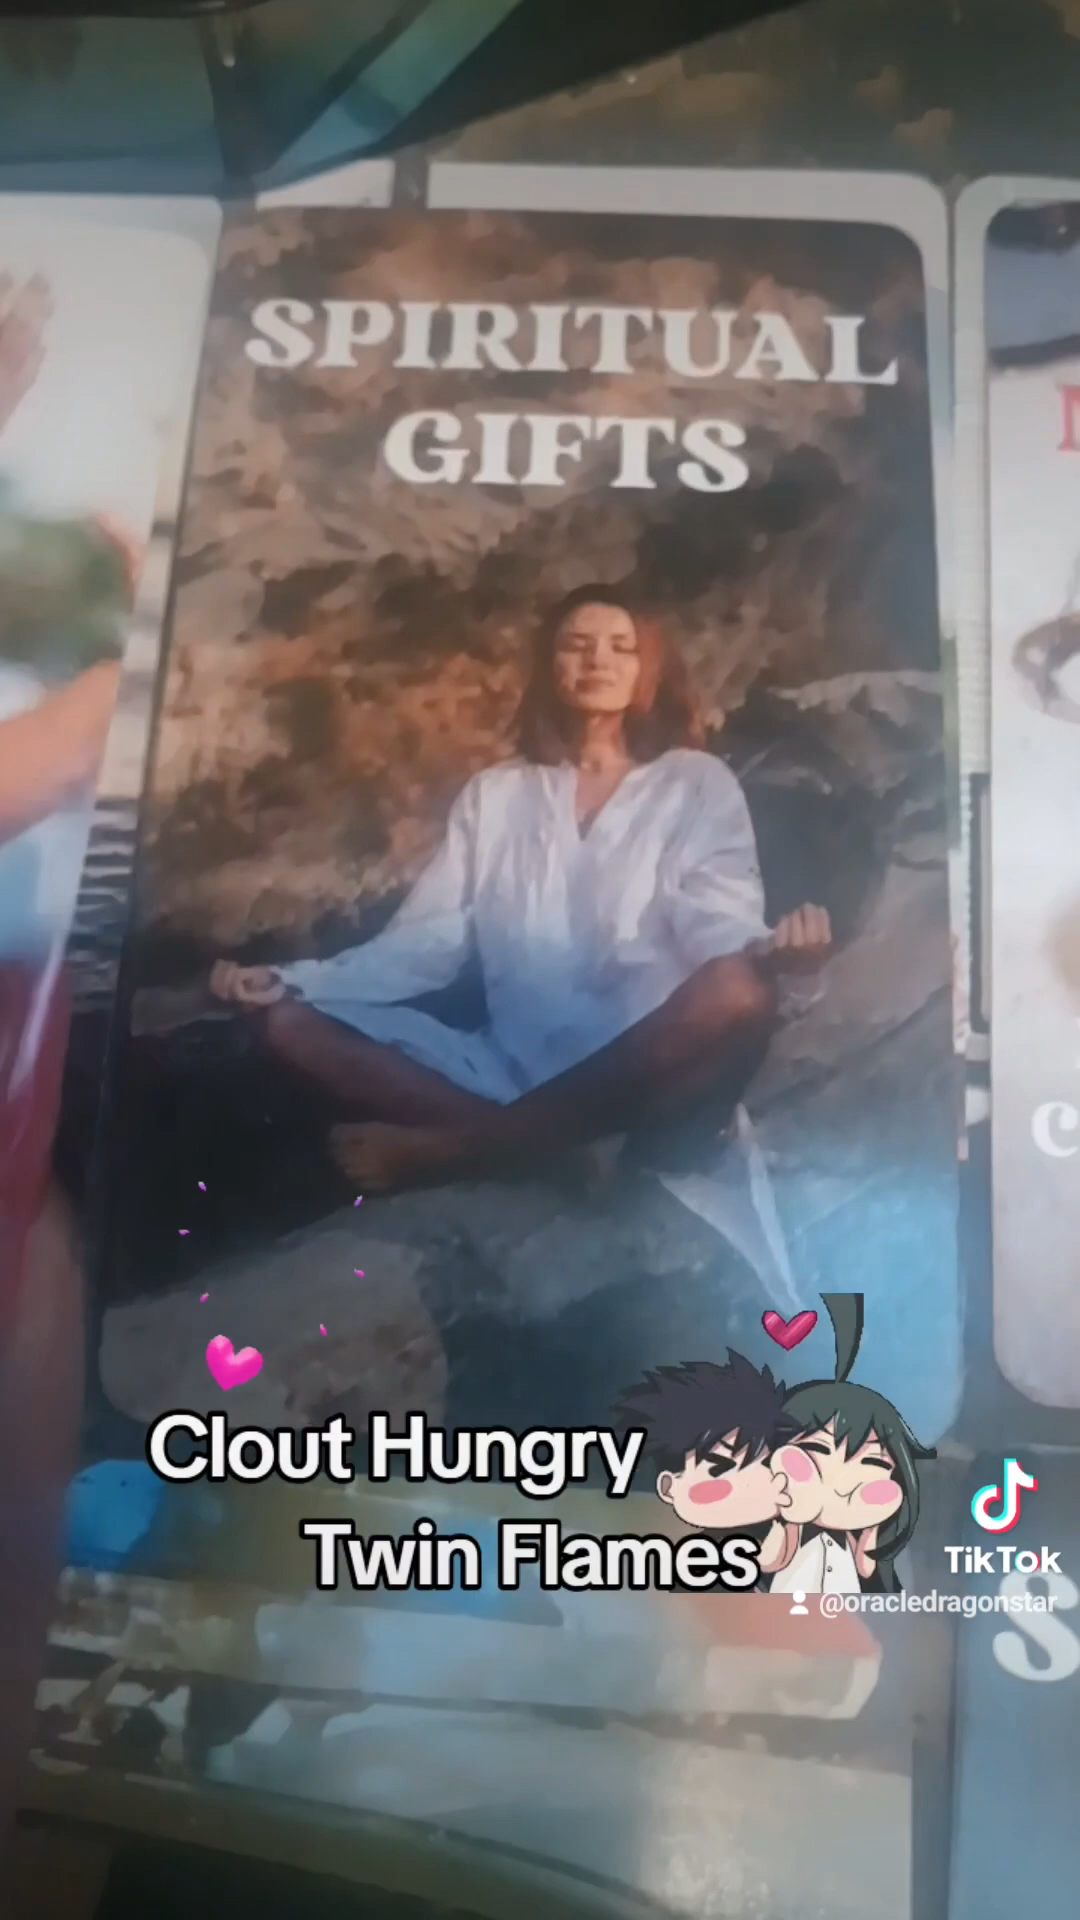 SPIRITUAL
GIFTS
Clout Hungry
Twin Flames
TikTok
@oracledragonstar